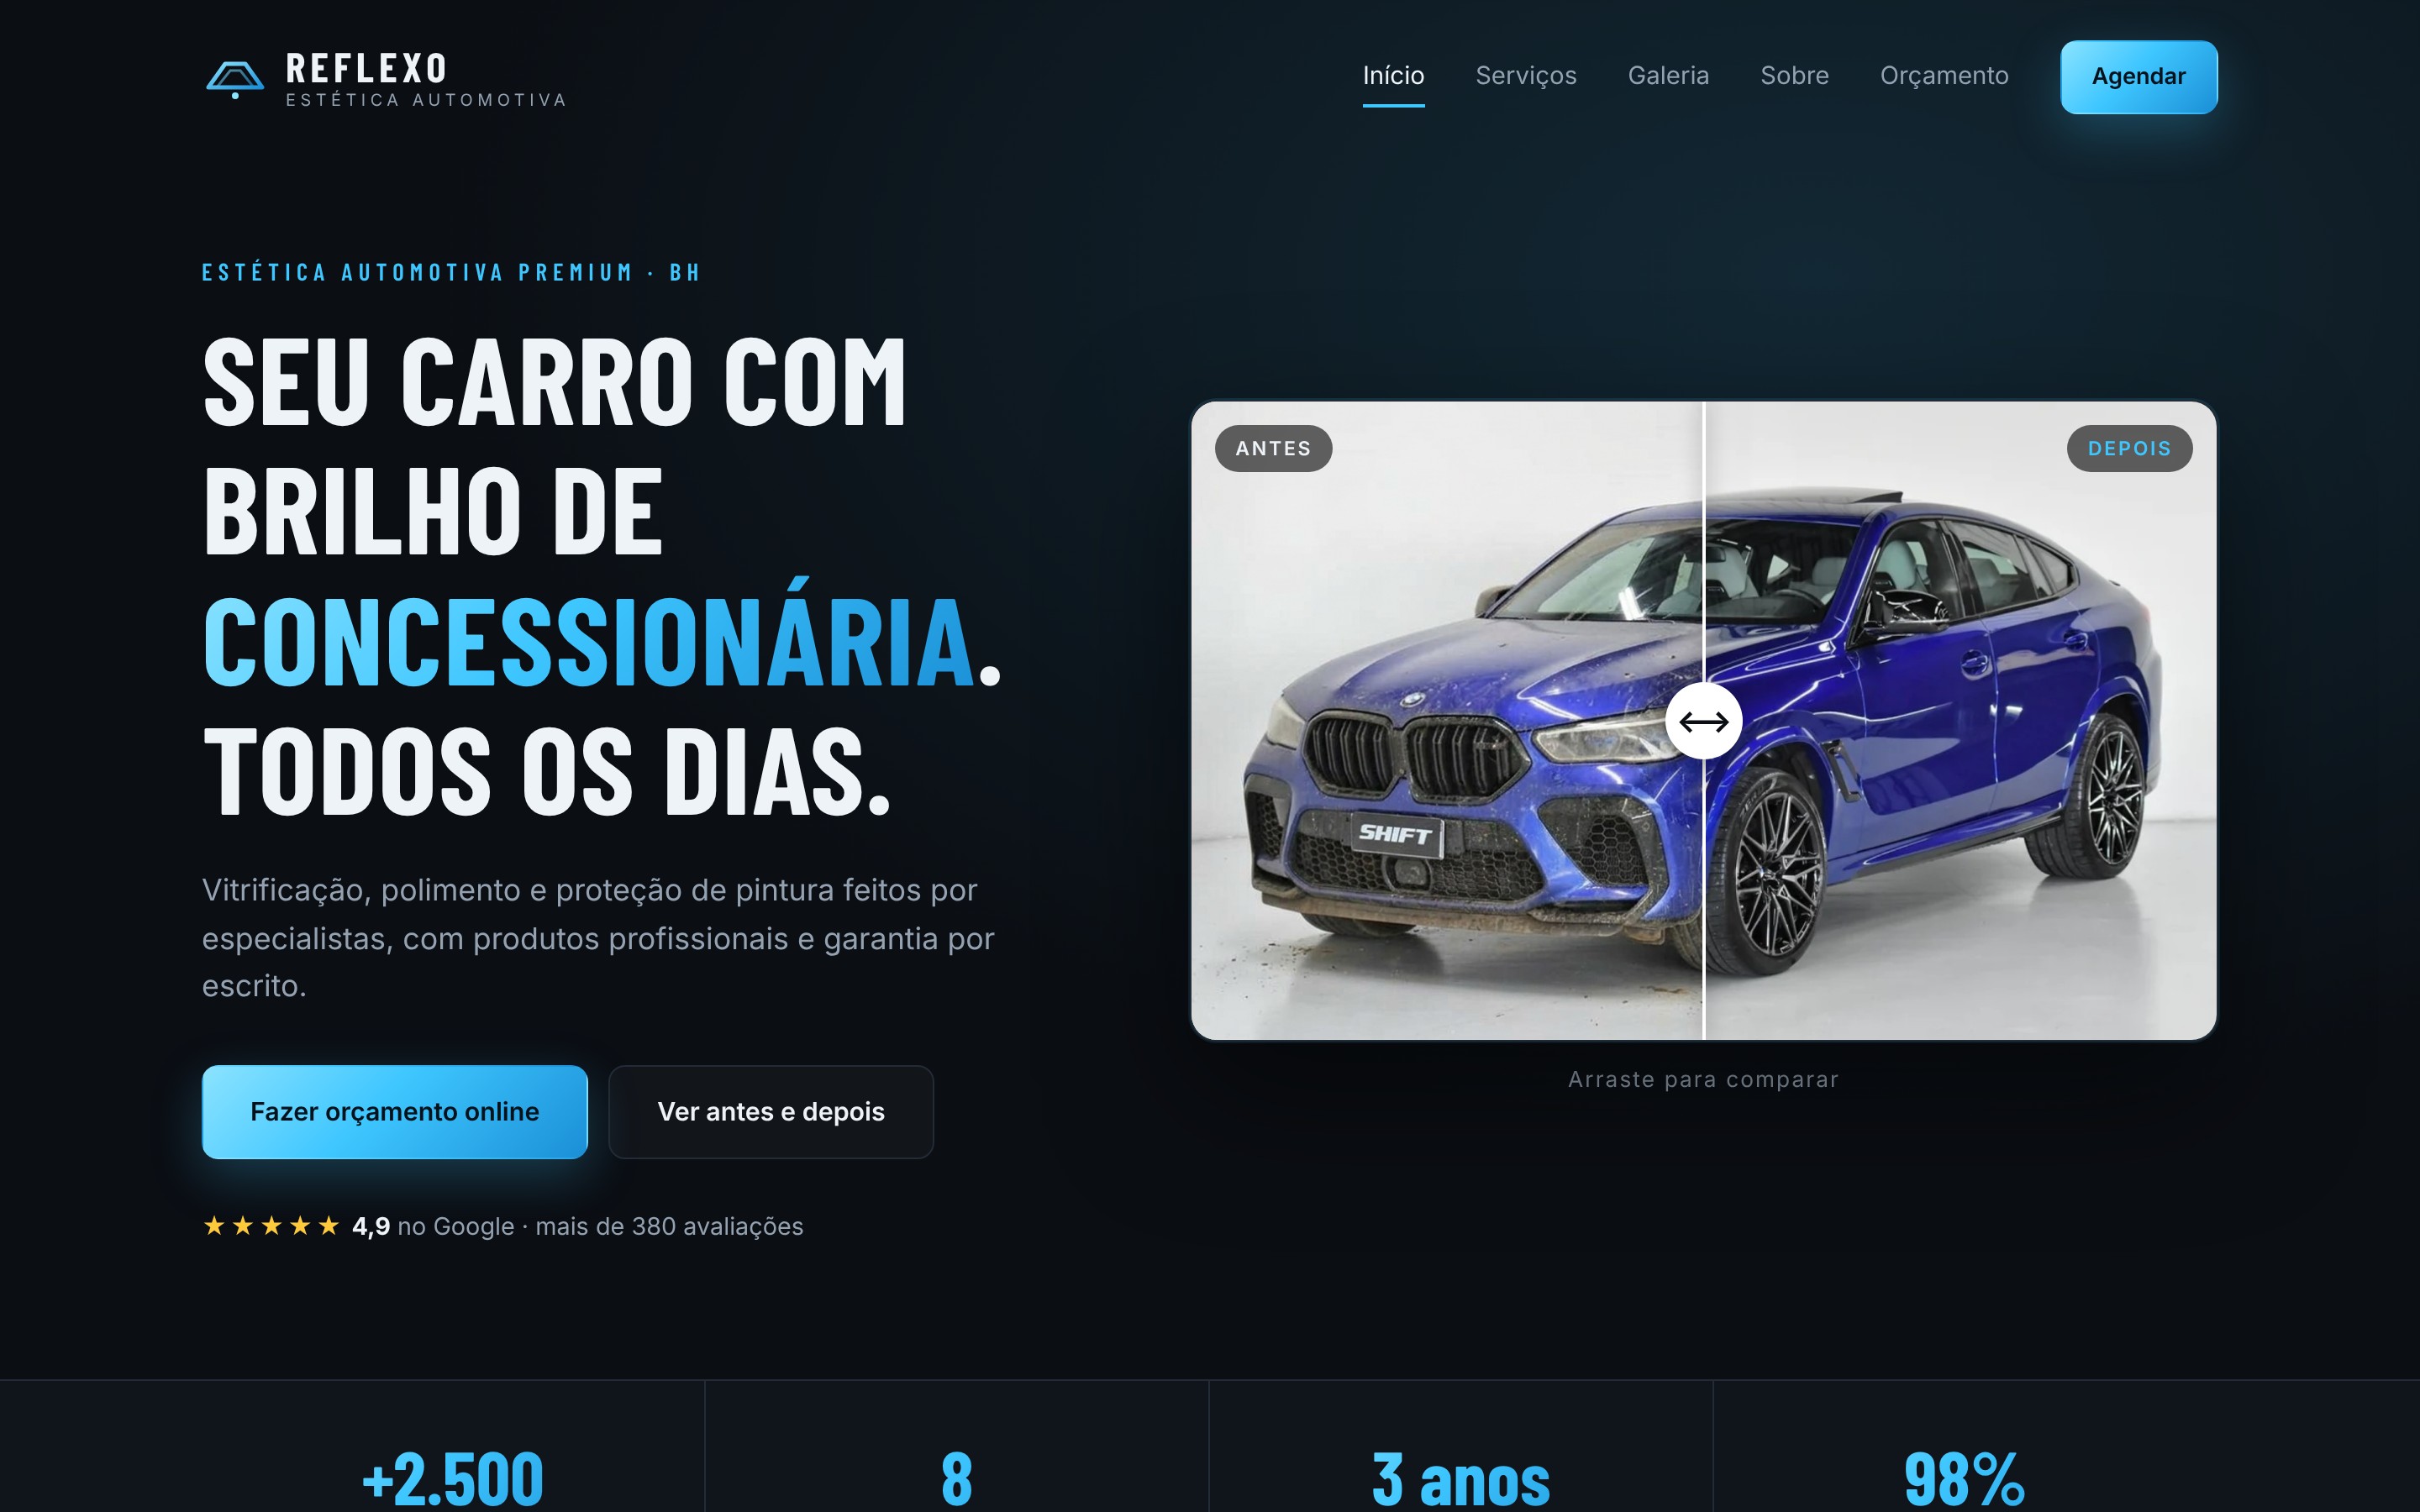 REFLEXO
ESTÉTICA AUTOMOTIVA
Início
Serviços
Galeria
Sobre
Orçamento
Agendar
ESTÉTICA AUTOMOTIVA PREMIUM · BH
SEU CARRO COM
BRILHO DE
CONCESSIONÁRIA.
TODOS OS DIAS.
Vitrificação, polimento e proteção de pintura feitos por
especialistas, com produtos profissionais e garantia por
escrito.
Fazer orçamento online
Ver antes e depois
★★★★★ 4,9 no Google · mais de 380 avaliações
ANTES
DEPOIS
SHIFT
Arraste para comparar
+2.500
8
3 anos
98%